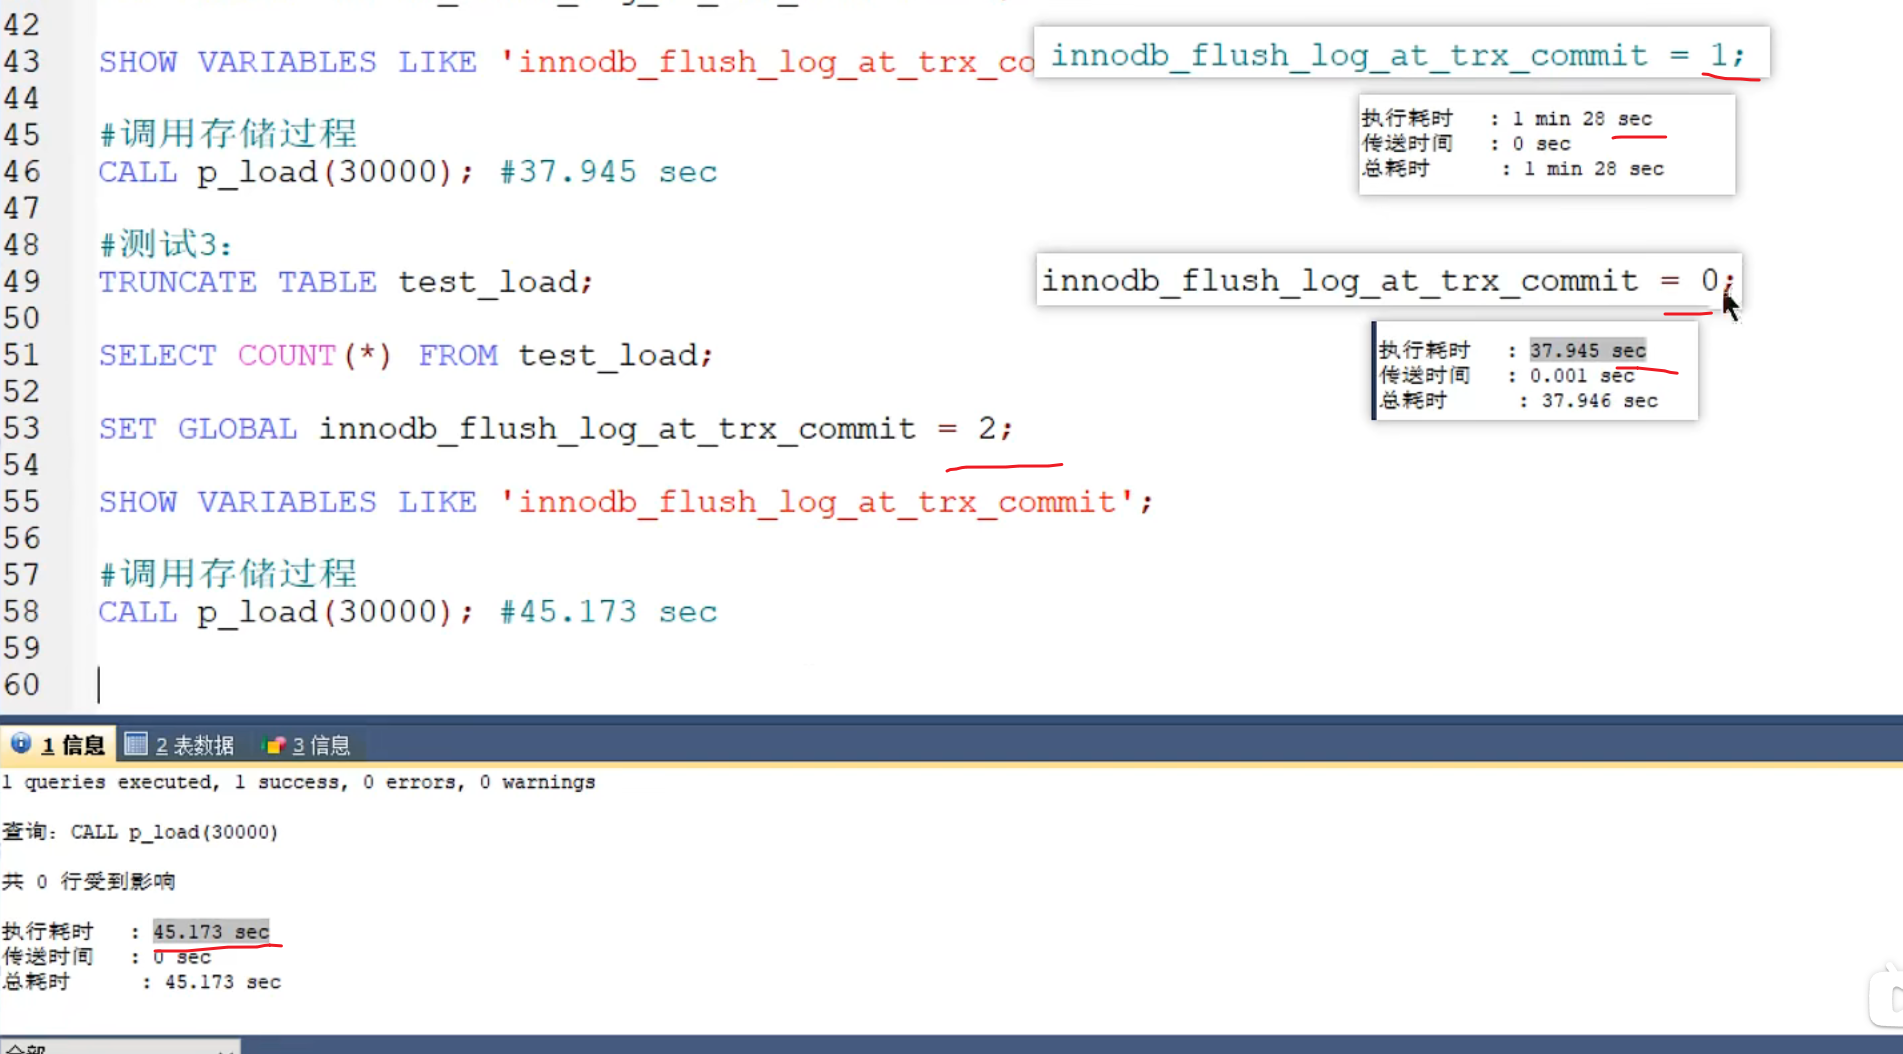 42
43 SHOW VARIABLES LIKE 'innodb_flush_log_at_trx_co
innodb_flush_log_at_trx_commit = 1;
44
执行耗时 : 1 min 28 sec
传送时间 : 0 sec
总耗时 : 1 min 28 sec
45 #调用存储过程
46 CALL p_load(30000); #37.945 sec
47
48 #测试3:
49 TRUNCATE TABLE test_load;
innodb_flush_log_at_trx_commit = 0;
50
51 SELECT COUNT(*) FROM test_load;
执行耗时 : 37.945 sec
传送时间 : 0.001 sec
总耗时 : 37.946 sec
52
53 SET GLOBAL innodb_flush_log_at_trx_commit = 2;
54
55 SHOW VARIABLES LIKE 'innodb_flush_log_at_trx_commit';
56
57 #调用存储过程
58 CALL p_load(30000); #45.173 sec
59
60
1 信息 2 表数据 3 信息
1 queries executed, 1 success, 0 errors, 0 warnings
查询: CALL p_load(30000)
共 0 行受到影响
执行耗时 : 45.173 sec
传送时间 : 0 sec
总耗时 : 45.173 sec
全部